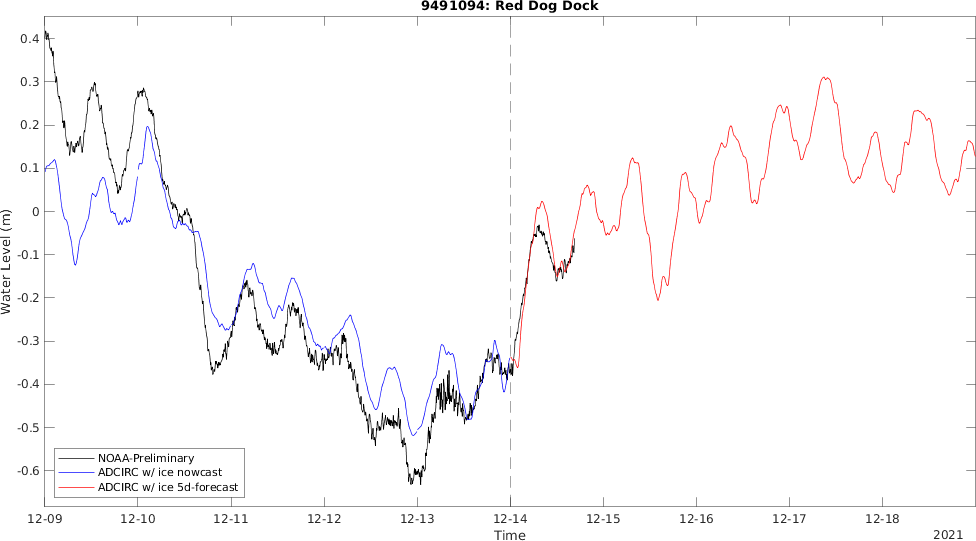 9491094: Red Dog Dock
Water Level (m)
0.4
0.3
0.2
0.1
0
-0.1
-0.2
-0.3
-0.4
-0.5
-0.6
NOAA-Preliminary
ADCIRC w/ ice nowcast
ADCIRC w/ ice 5d-forecast
12-09 12-10 12-11 12-12 12-13 12-14 12-15 12-16 12-17 12-18
Time
2021